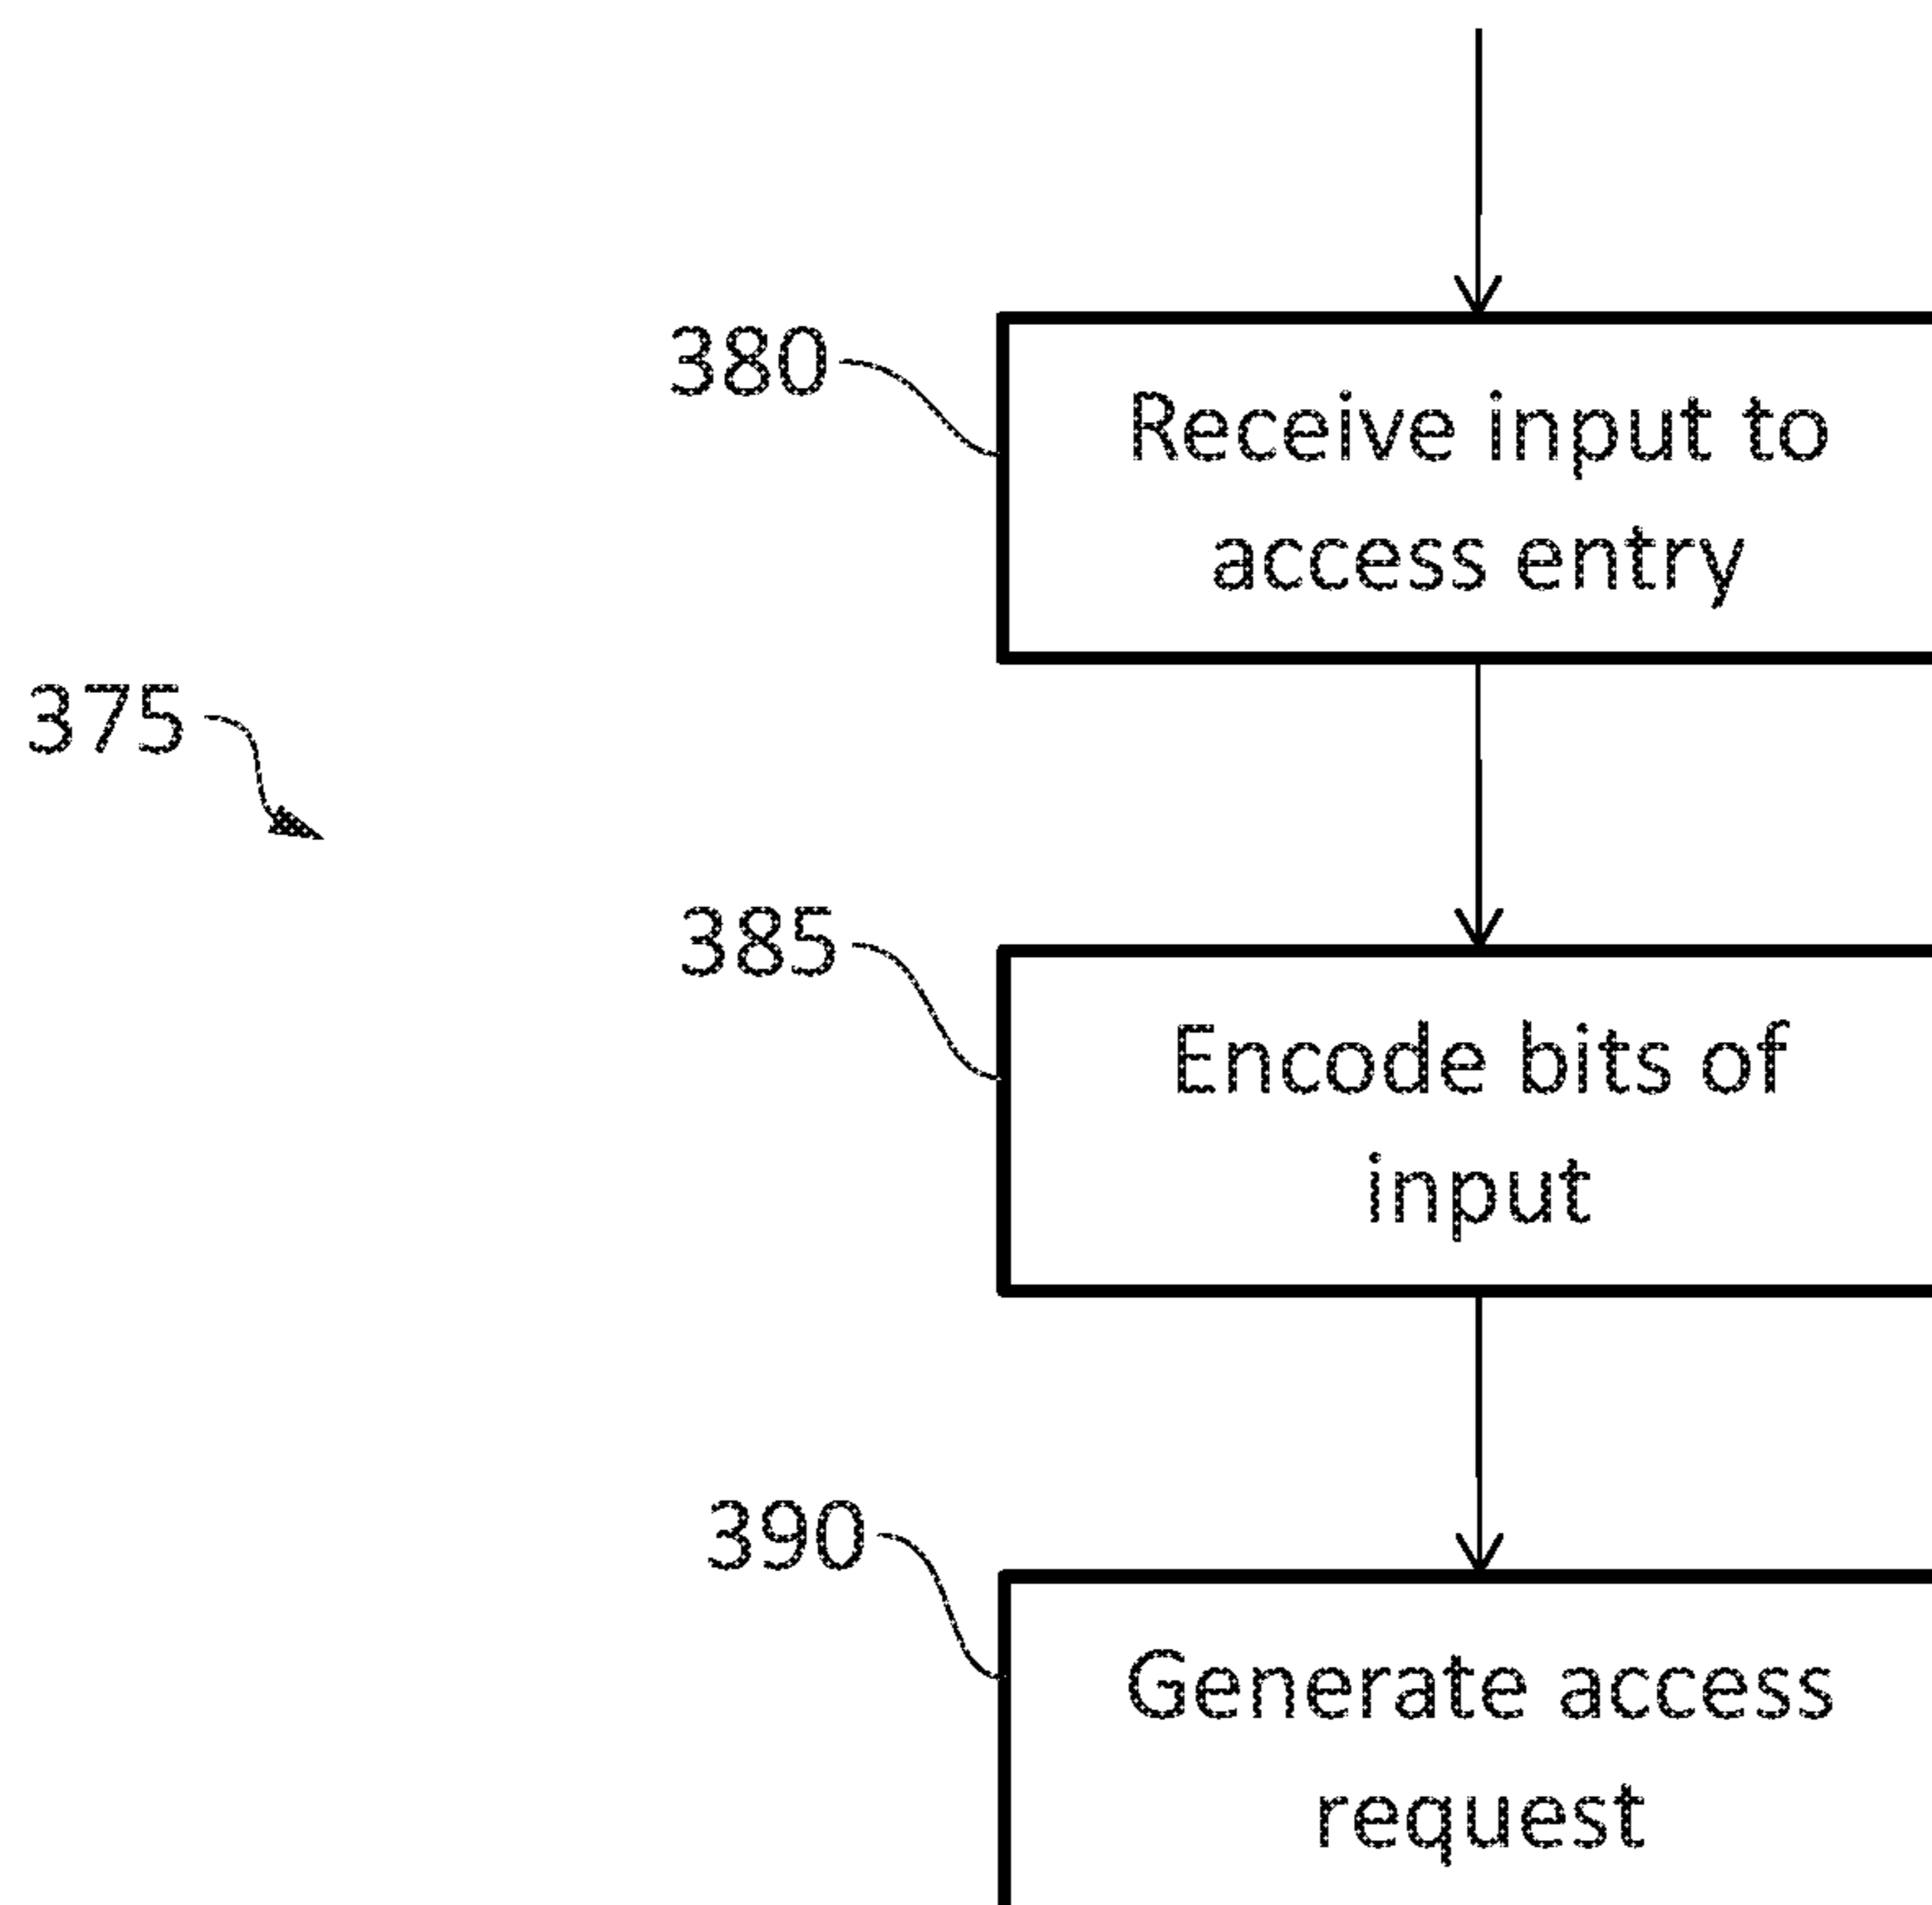 380
Receive input to
access entry
375
385
Encode bits of
input
390
Generate access
request